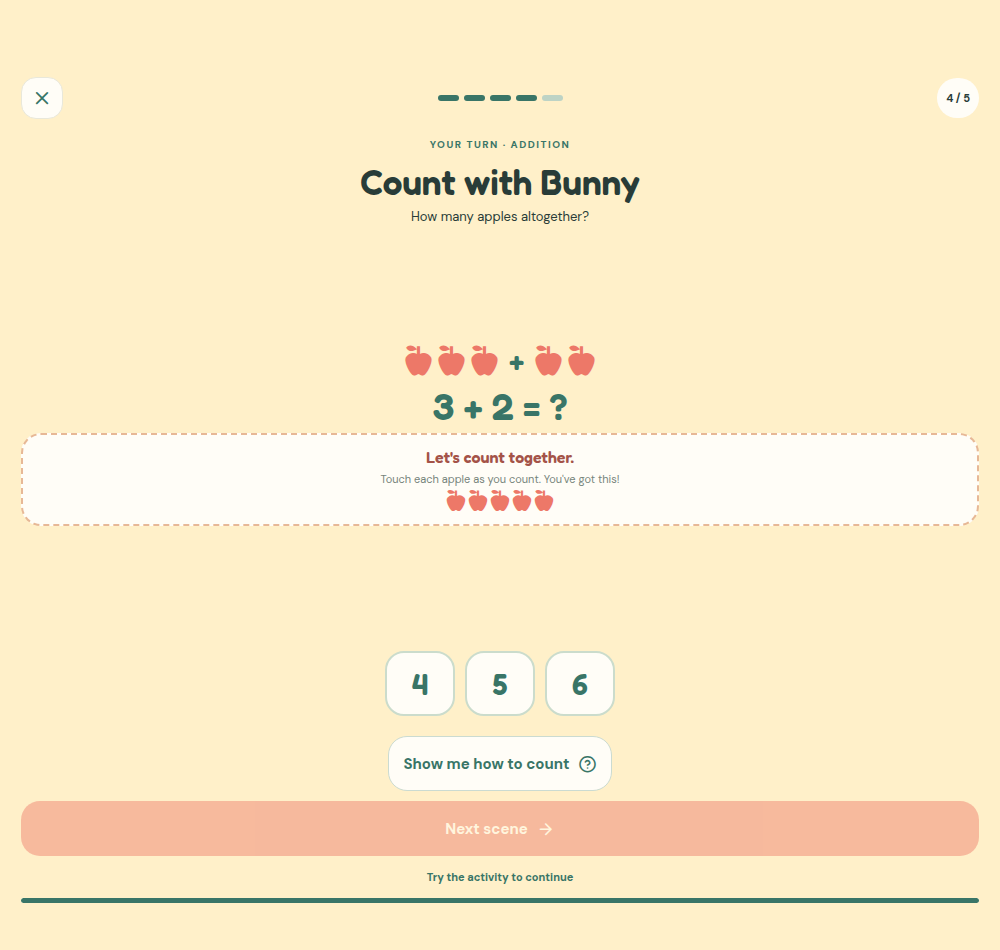 4 / 5
YOUR TURN · ADDITION
Count with Bunny
How many apples altogether?
+
3 + 2 = ?
Let's count together.
Touch each apple as you count. You've got this!
4 5 6
Show me how to count ?
Next scene →
Try the activity to continue